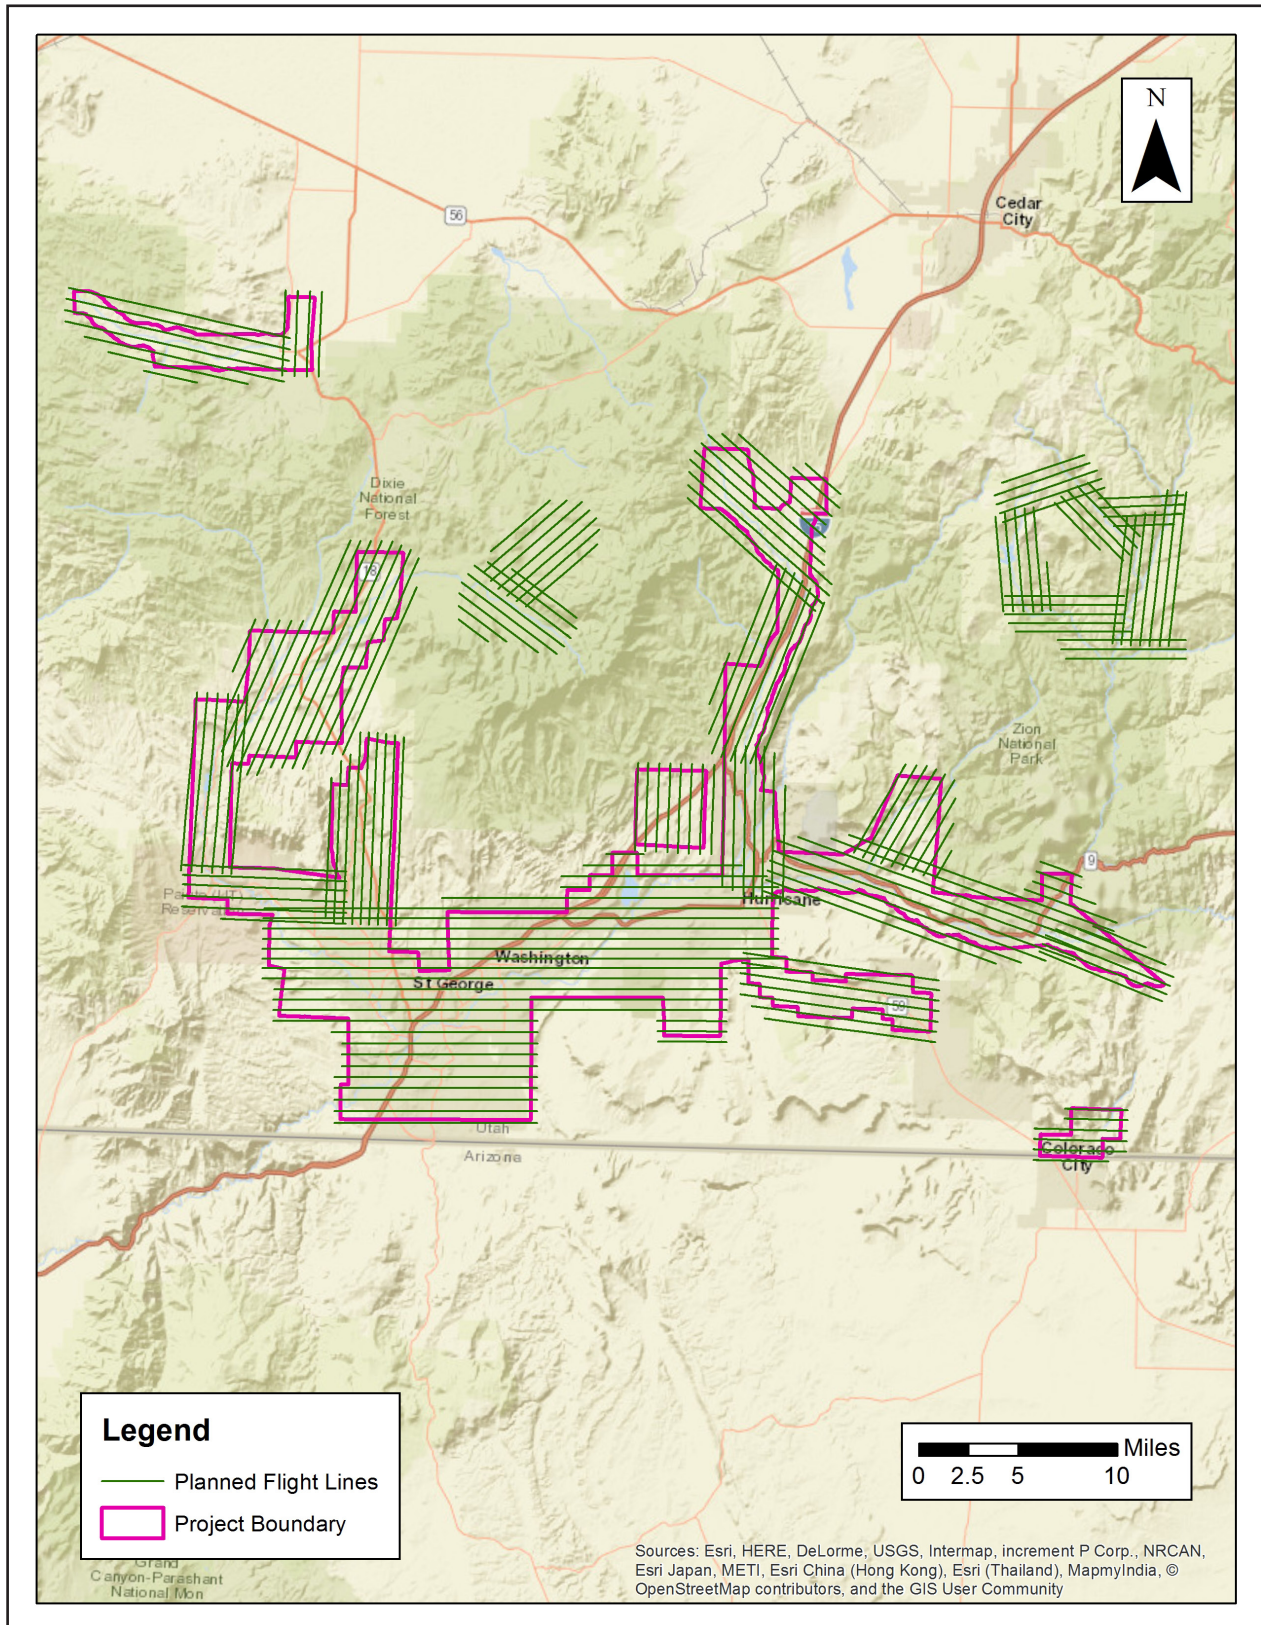 N
Cedar
City
56
Dixie
National
Forest
18
Zion
National
Park
9
Hurricane
Washington
St George
59
Utah
Arizona
Colorado
City
Legend
Planned Flight Lines
Project Boundary
Miles
0 2.5 5 10
Grand
Canyon-Parashant
National Mon
Sources: Esri, HERE, DeLorme, USGS, Intermap, increment P Corp., NRCAN,
Esri Japan, METI, Esri China (Hong Kong), Esri (Thailand), MapmyIndia, ©
OpenStreetMap contributors, and the GIS User Community